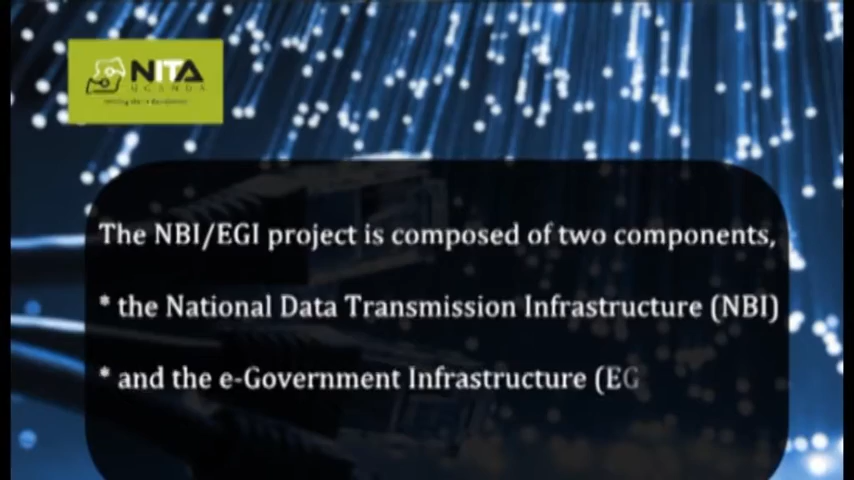 NITA
UGANDA
The NBI/EGI project is composed of two components,
* the National Data Transmission Infrastructure (NBI)
* and the e-Government Infrastructure (EG